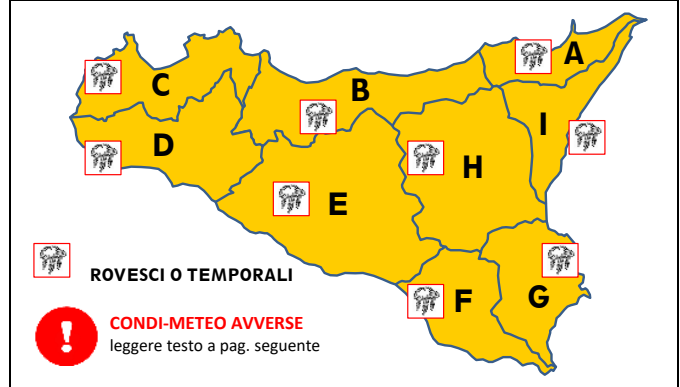 A
C
B
I
D
H
E
F
G
ROVESCI O TEMPORALI
CONDI-METEO AVVERSE
leggere testo a pag. seguente